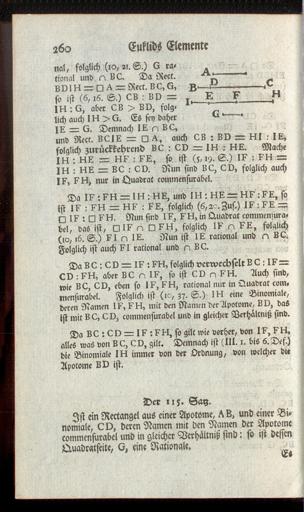 260 Euklids Elemente
nal, folglich (10, 21. S.) G ra-
tional und ∩ BC. Da Rect.
BDIH = □ A = Rect. BC, G,
so ist (6, 16. S.) CB : BD =
IH : G, aber CB > BD, folg-
lich auch IH > G. Es sey daher
IE = G. Demnach IE ∩ BC,
und Rect. BCIE = □ A, auch CB : BD = HI : IE,
folglich zurückkehrend BC : CD = IH : HE. Mache
IH : HE = HF : FE, so ist (5, 19. S.) IF : FH =
IH : HE = BC : CD. Nun sind BC, CD, folglich auch
IF, FH, nur in Quadrat commensurabel.
A
D
B C
E F
I H
G
Da IF : FH = IH : HE, und IH : HE = HF : FE, so
ist IF : FH = HF : FE, folglich (6, 20. Zus.) IF : FE =
□ IF : □ FH. Nun sind IF, FH, in Quadrat commensura-
bel, das ist, □ IF ∩ □ FH, folglich IF ∩ FE, folglich
(10, 16. S.) FI ∩ IE. Nun ist IE rational und ∩ BC.
Folglich ist auch FI rational und ∩ BC.
Da BC : CD = IF : FH, folglich verwechselt BC : IF =
CD : FH, aber BC ∩ IF, so ist CD ∩ FH. Auch sind,
wie BC, CD, eben so IF, FH, rational nur in Quadrat com-
mensurabel. Folglich ist (10, 37. S.) IH eine Binomiale,
deren Namen IF, FH, mit den Namen der Apotome, BD, das
ist mit BC, CD, commensurabel und in gleicher Verhältniß sind.
Da BC : CD = IF : FH, so gilt wie vorher, von IF, FH,
alles was von BC, CD, gilt. Demnach ist (III. 1. bis 6. Def.)
die Binomiale IH immer von der Ordnung, von welcher die
Apotome BD ist.
Der 115. Satz.
Ist ein Rectangel aus einer Apotome, AB, und einer Bi-
nomiale, CD, deren Namen mit den Namen der Apotome
commensurabel und in gleicher Verhältniß sind: so ist dessen
Quadratseite, G, eine Rationale.
Es